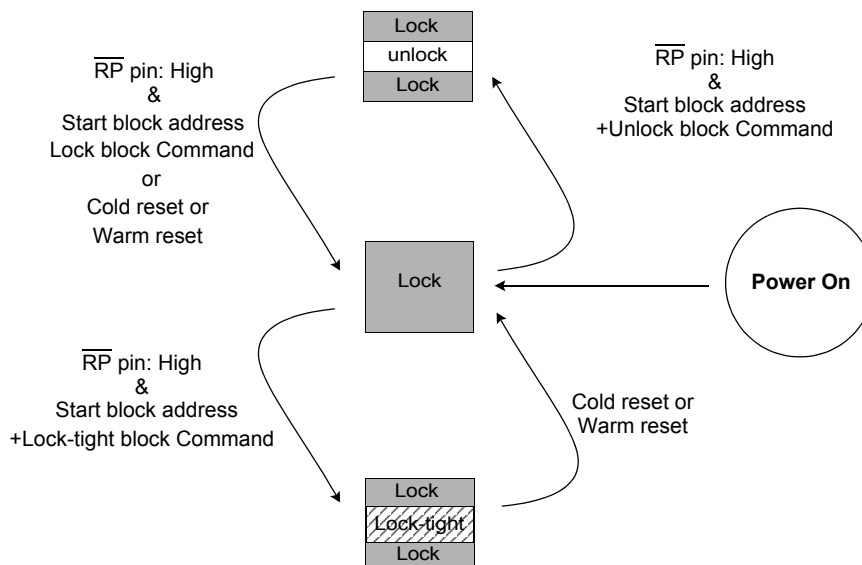 Lock
unlock
Lock
RP pin: High
&
Start block address
Lock block Command
or
Cold reset or
Warm reset
RP pin: High
&
Start block address
+Unlock block Command
Lock
Power On
RP pin: High
&
Start block address
+Lock-tight block Command
Cold reset or
Warm reset
Lock
Lock-tight
Lock